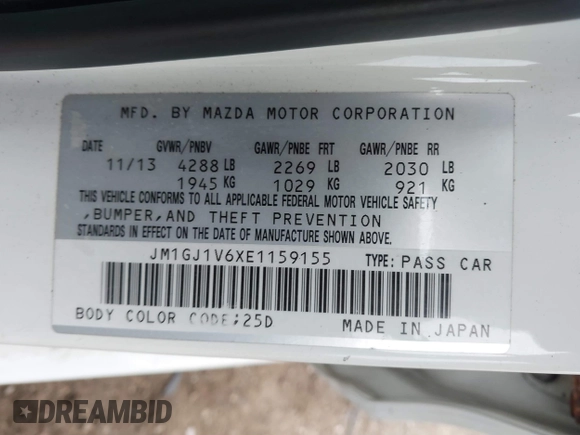 MFD. BY MAZDA MOTOR CORPORATION
DATE GVWR/PNBV GAWR/PNBE FRT GAWR/PNBE RR
11/13 4288 LB 2269 LB 2030 LB
1945 KG 1029 KG 921 KG
THIS VEHICLE CONFORMS TO ALL APPLICABLE FEDERAL MOTOR VEHICLE SAFETY
,BUMPER,AND THEFT PREVENTION
STANDARDS IN EFFECT ON THE DATE OF MANUFACTURE SHOWN ABOVE.
JM1GJ1V6XE1159155 TYPE: PASS CAR
BODY COLOR CODE;25D MADE IN JAPAN
DREAMBID